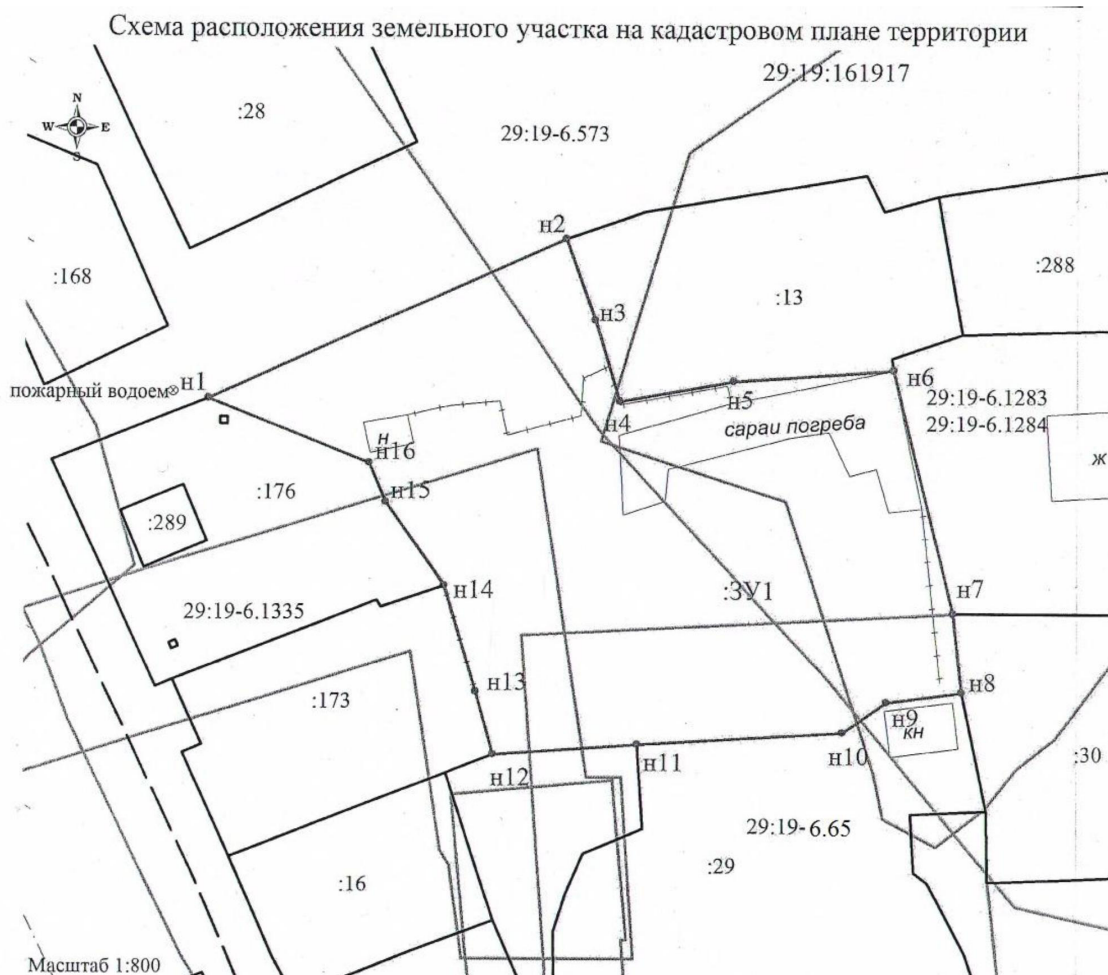 Схема расположения земельного участка на кадастровом плане территории
29:19:161917
:28
29:19-6.573
N
W E
S
н2
:168
:288
:13
н3
пожарный водоем
н1
н6
н5
29:19-6.1283
29:19-6.1284
н4
сараи погреба
н
н16
ж
:176
н15
:289
н14
:ЗУ1
29:19-6.1335
н7
н13
н8
:173
н9
кн
н10
н11
н12
:30
29:19-6.65
:29
:16
Масштаб 1:800